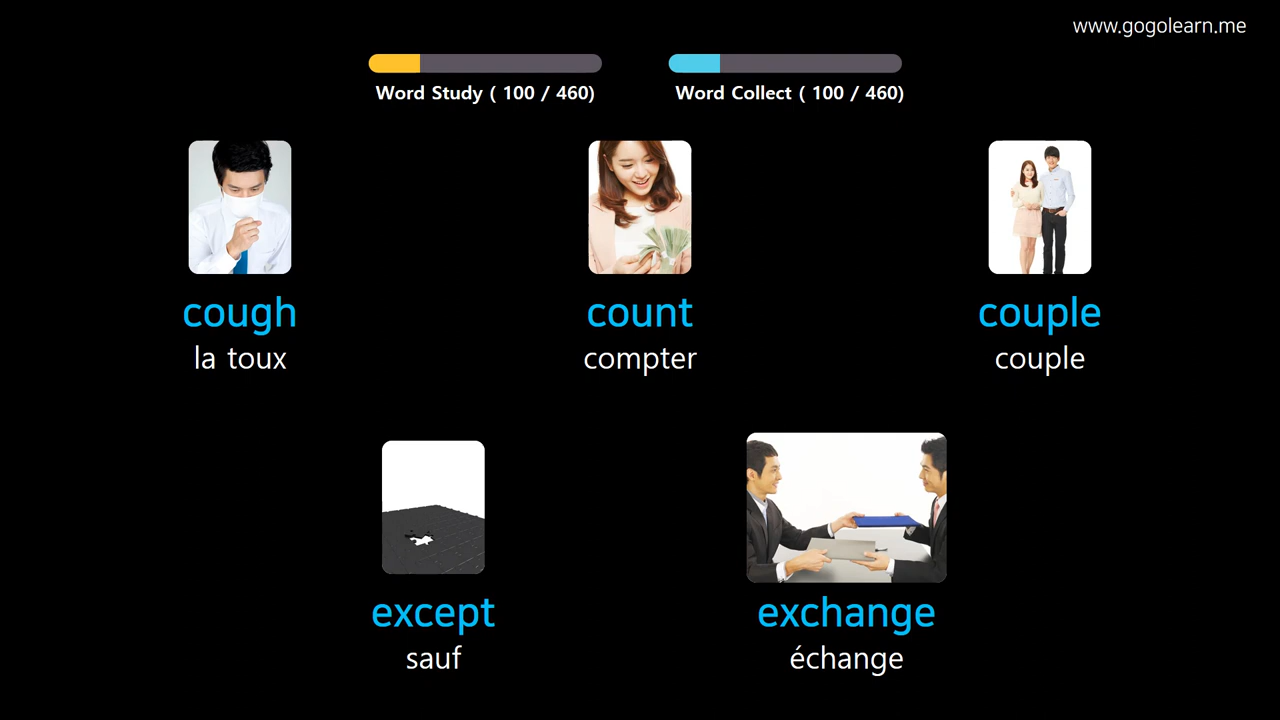 www.gogolearn.me
Word Study ( 100 / 460)
Word Collect ( 100 / 460)
cough
la toux
count
compter
couple
couple
except
sauf
exchange
échange